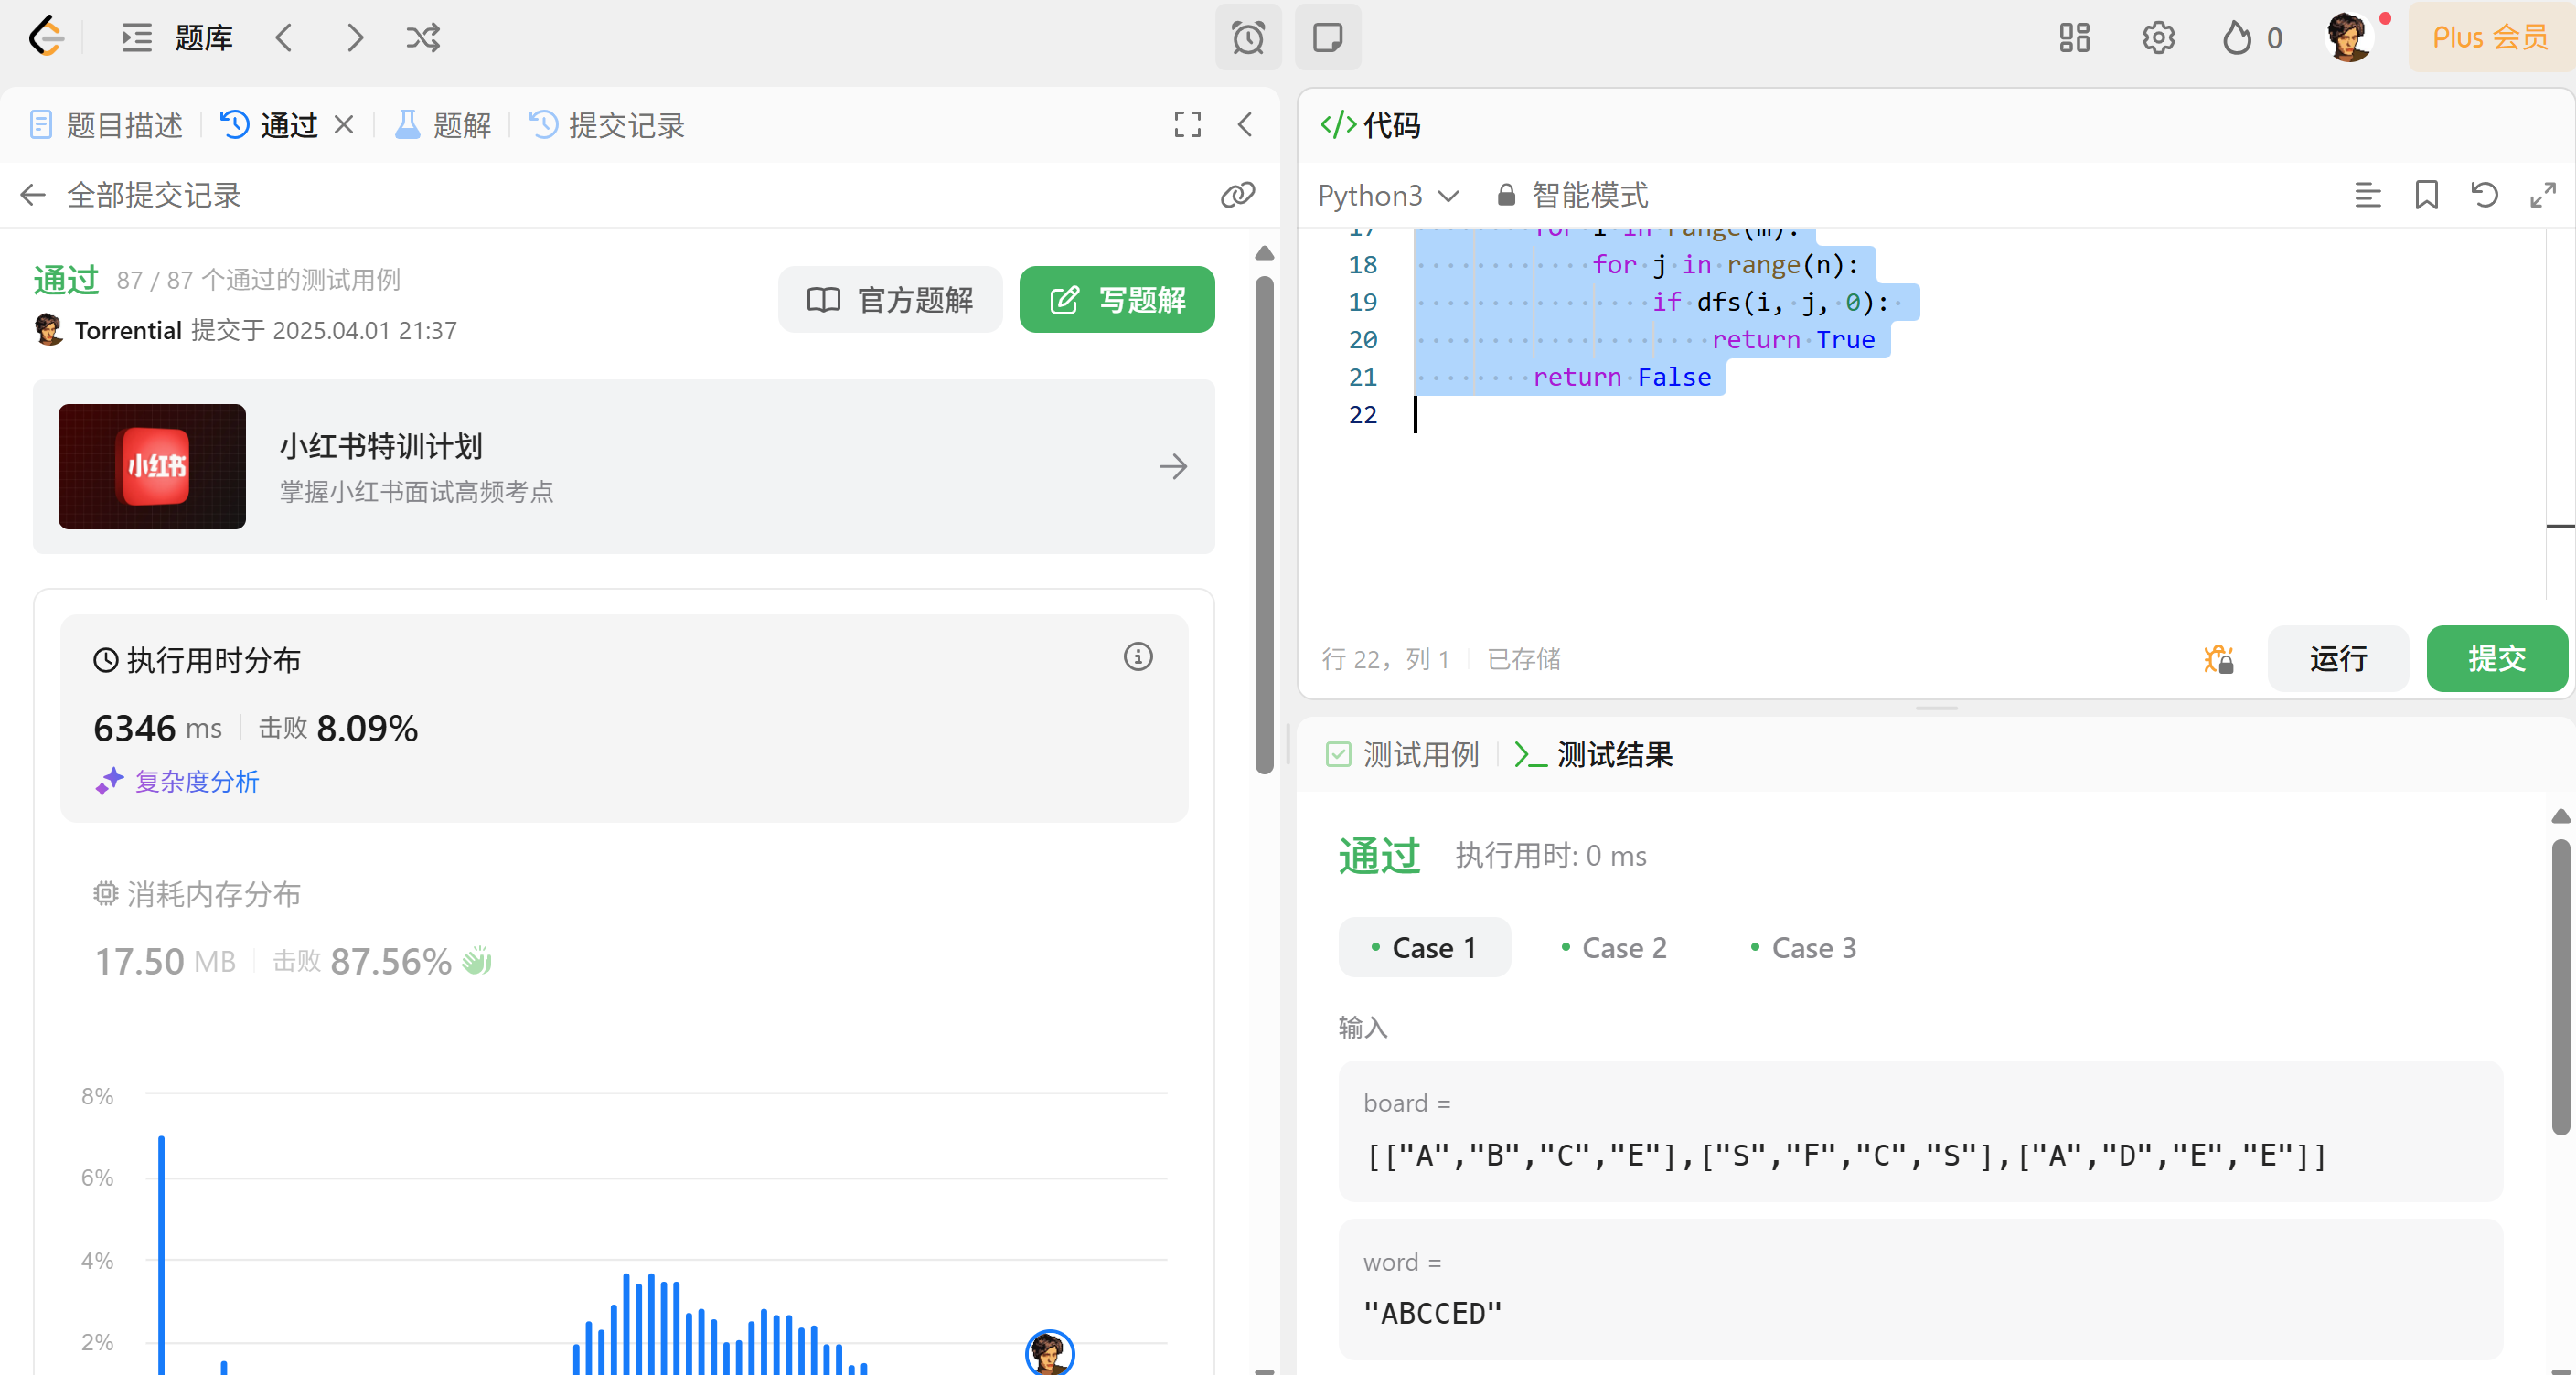 题库
0
Plus 会员
题目描述
通过
题解
提交记录
全部提交记录
通过 87 / 87 个通过的测试用例
Torrential 提交于 2025.04.01 21:37
官方题解
写题解
小红书
小红书特训计划
掌握小红书面试高频考点
执行用时分布
6346 ms 击败 8.09%
复杂度分析
消耗内存分布
17.50 MB 击败 87.56%
8%
6%
4%
2%
</> 代码
Python3 智能模式
17 for i in range(m):
18 for j in range(n):
19 if dfs(i, j, 0):
20 return True
21 return False
22
行 22，列 1 已存储
运行
提交
测试用例
测试结果
通过 执行用时: 0 ms
Case 1
Case 2
Case 3
输入
board =
[["A","B","C","E"],["S","F","C","S"],["A","D","E","E"]]
word =
"ABCCED"